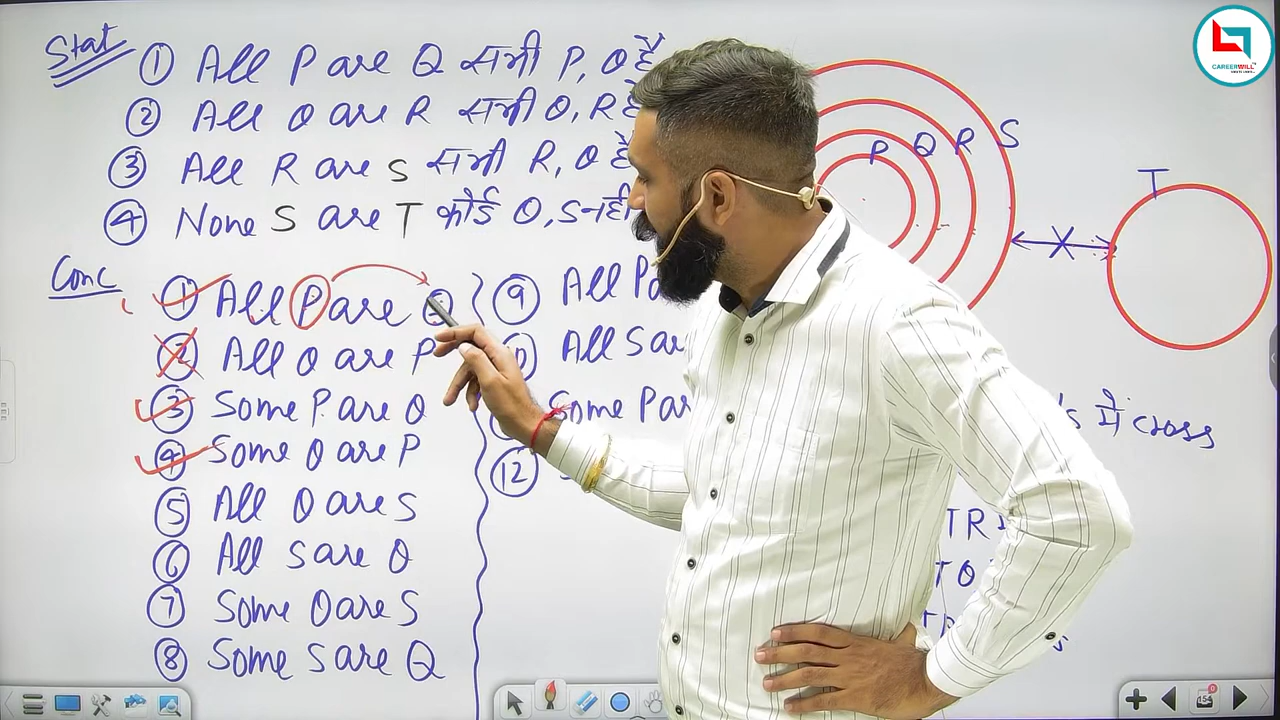 Stat ① All P are Q सभी P, Q हैं
② All Q are R सभी Q, R हैं
③ All R are S सभी R, Q हैं
④ None S are T कोई Q, S नहीं
Conc
① All P are Q
② All Q are P
③ Some P are Q
④ Some Q are P
⑤ All Q are S
⑥ All S are Q
⑦ Some Q are S
⑧ Some S are Q
⑨ All P
All S ar
Some P ar
⑫
P Q R S
T
में cross
CAREERWILL